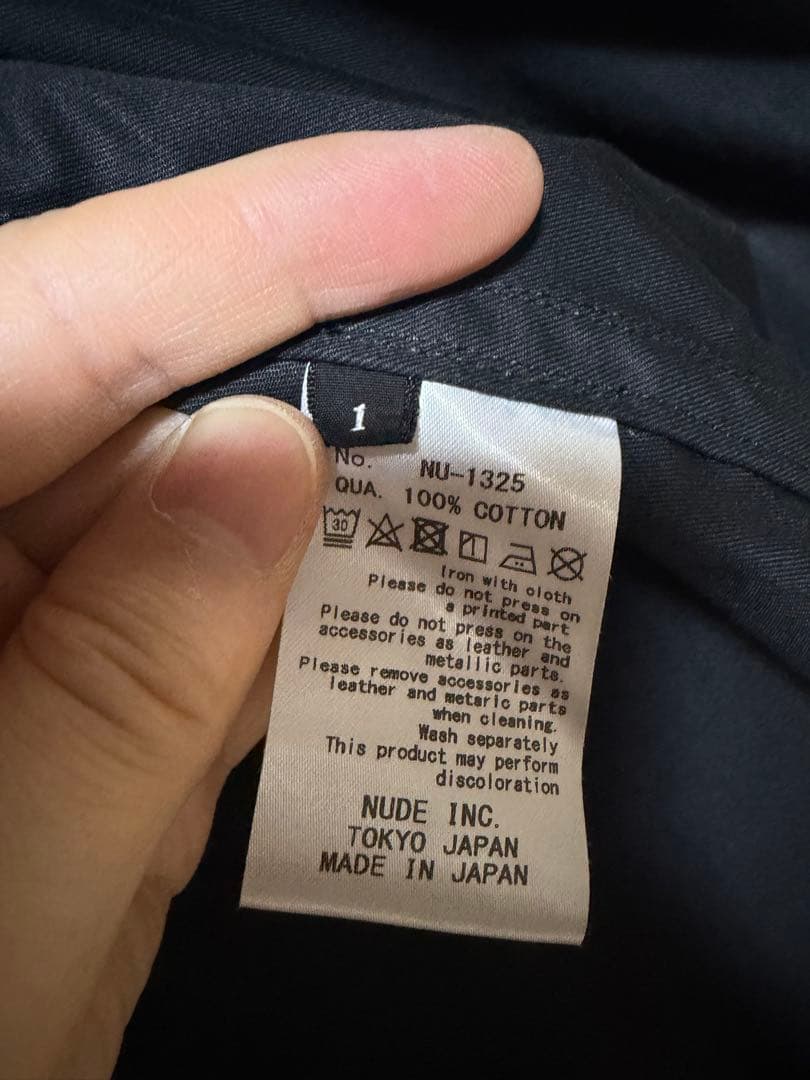 1
No. NU-1325
QUA. 100% COTTON
30
Iron with cloth
Please do not press on
a printed part
Please do not press on the
accessories as leather and
metallic parts.
Please remove accessories as
leather and metaric parts
when cleaning.
Wash separately
This product may perform
discoloration
NUDE INC.
TOKYO JAPAN
MADE IN JAPAN